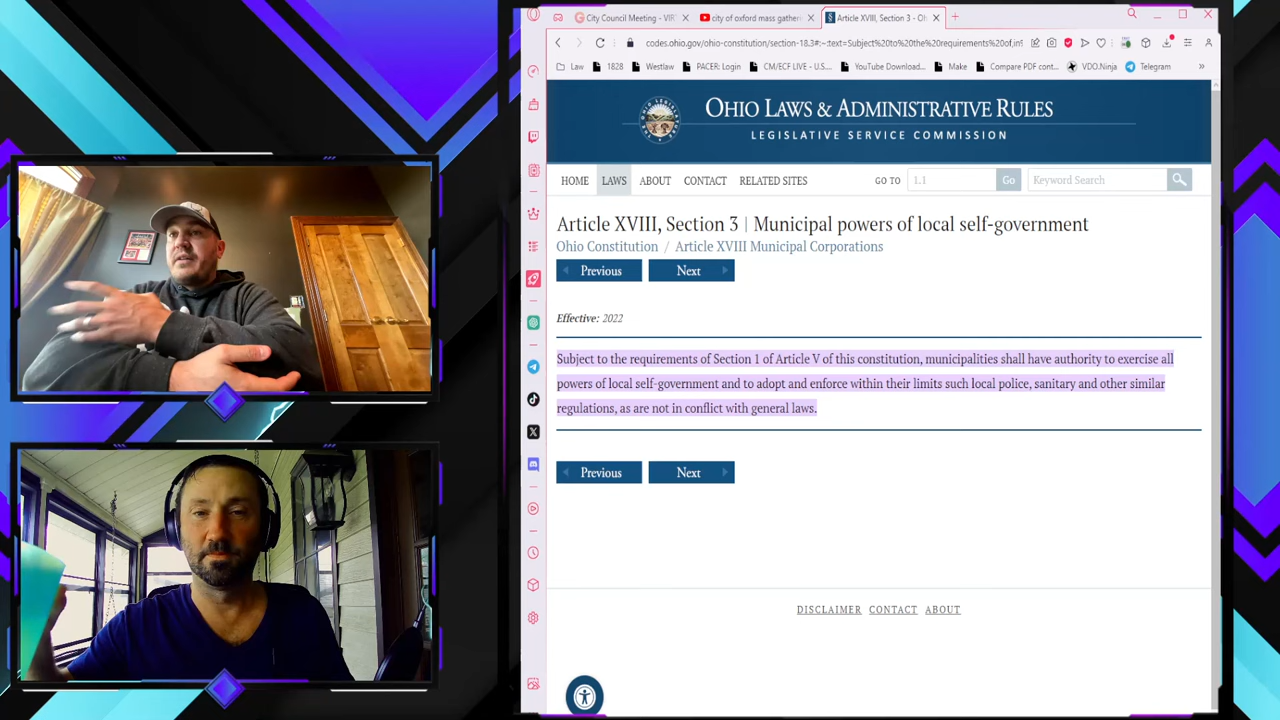 City Council Meeting - VIR
city of oxford mass gather
Article XVIII, Section 3 - Oh
codes.ohio.gov/ohio-constitution/section-18.3#:~:text=Subject%20to%20the%20requirements%20of,in%
Law 1828 Westlaw PACER: Login CM/ECF LIVE - U.S.... YouTube Download... Make Compare PDF cont... VDO.Ninja Telegram »
OHIO LAWS & ADMINISTRATIVE RULES
LEGISLATIVE SERVICE COMMISSION
HOME LAWS ABOUT CONTACT RELATED SITES GO TO 1.1 Go Keyword Search
Article XVIII, Section 3 | Municipal powers of local self-government
Ohio Constitution / Article XVIII Municipal Corporations
Previous Next
Effective: 2022
Subject to the requirements of Section 1 of Article V of this constitution, municipalities shall have authority to exercise all
powers of local self-government and to adopt and enforce within their limits such local police, sanitary and other similar
regulations, as are not in conflict with general laws.
Previous Next
DISCLAIMER CONTACT ABOUT